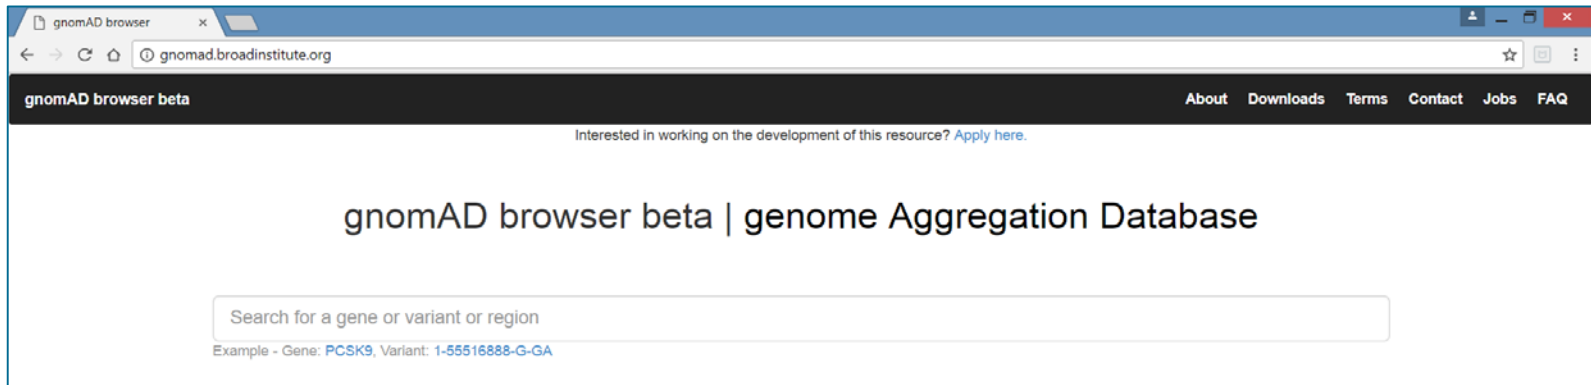 gnomAD browser
gnomad.broadinstitute.org
gnomAD browser beta About Downloads Terms Contact Jobs FAQ
Interested in working on the development of this resource? Apply here.
gnomAD browser beta | genome Aggregation Database
Search for a gene or variant or region
Example - Gene: PCSK9, Variant: 1-55516888-G-GA